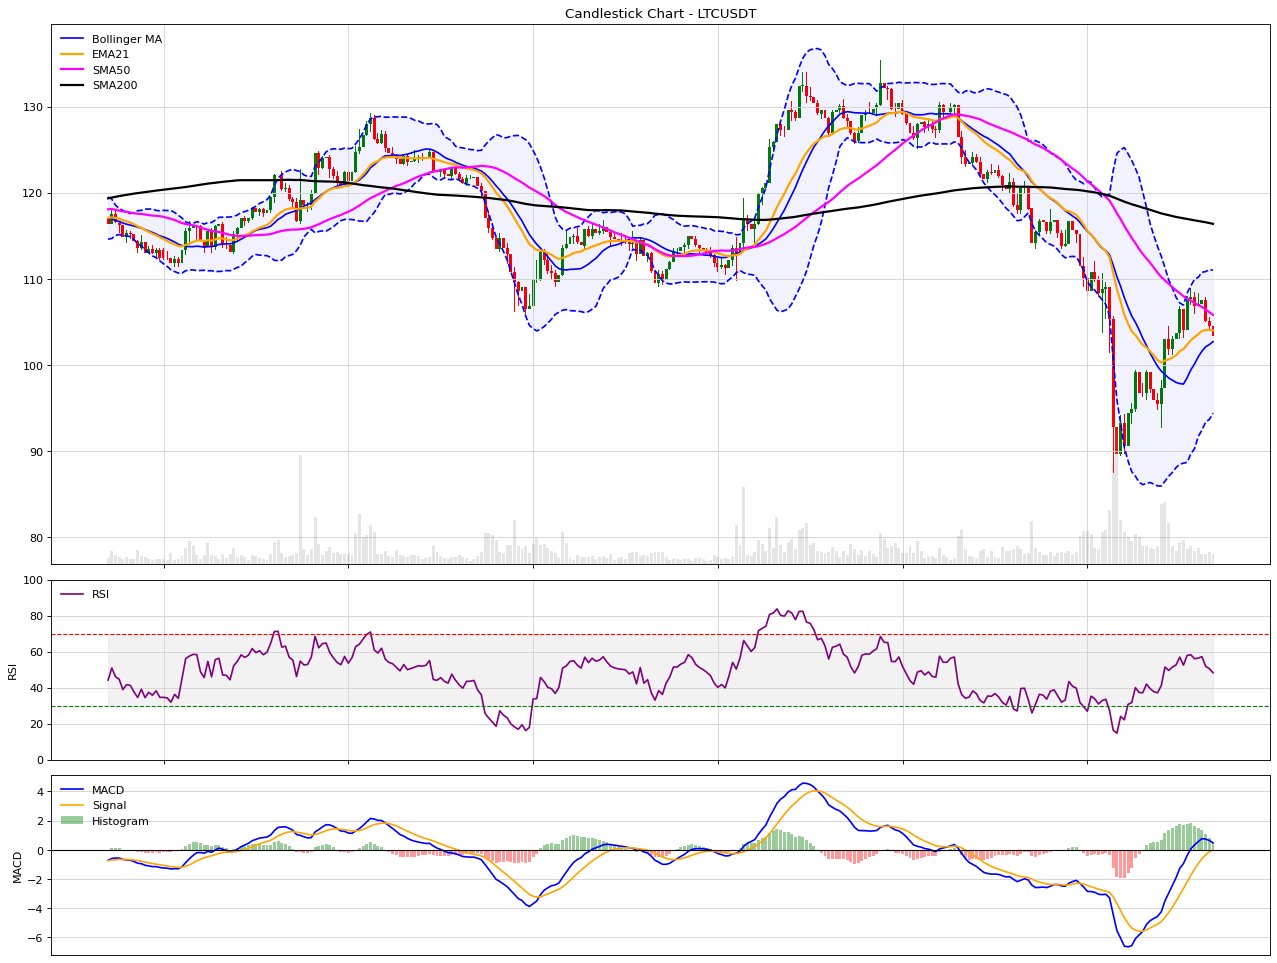 Candlestick Chart - LTCUSDT
Bollinger MA
EMA21
SMA50
SMA200
130
120
110
100
90
80
100
RSI
80
60
40
20
0
RSI
MACD
Signal
Histogram
4
2
0
−2
−4
−6
MACD